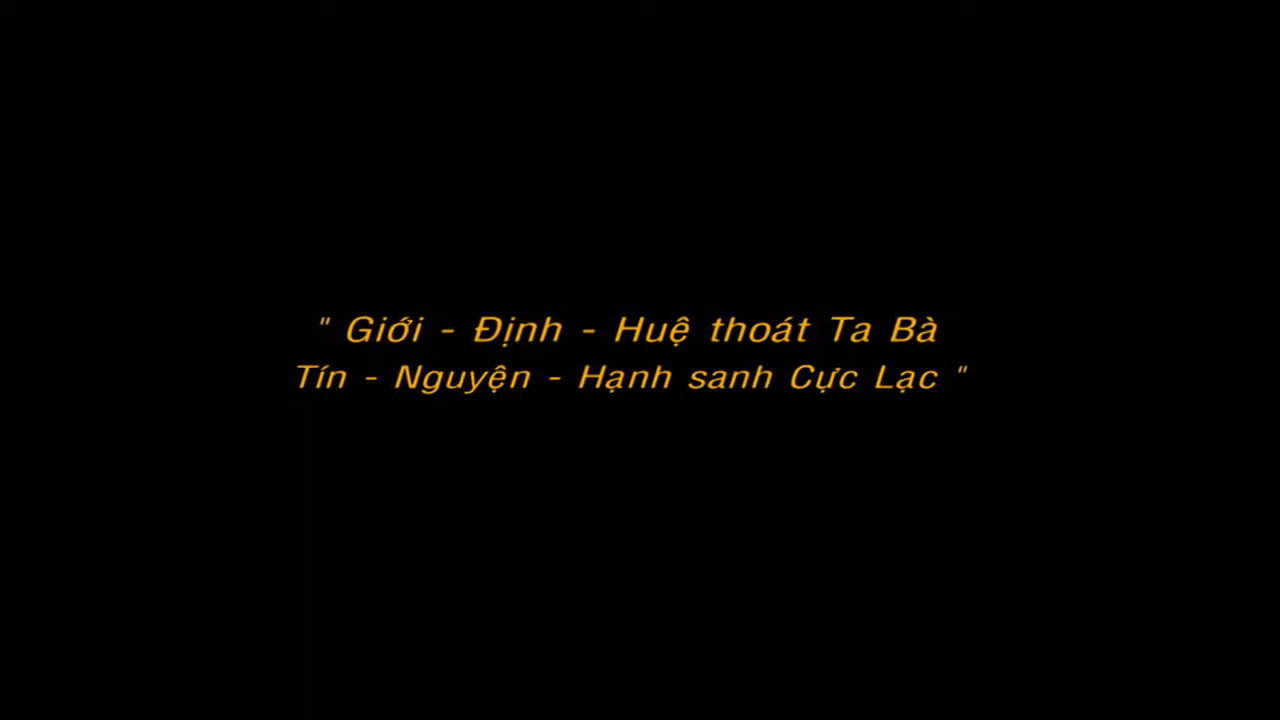 " Giới - Định - Huệ thoát Ta Bà
Tín - Nguyện - Hạnh sanh Cực Lạc "